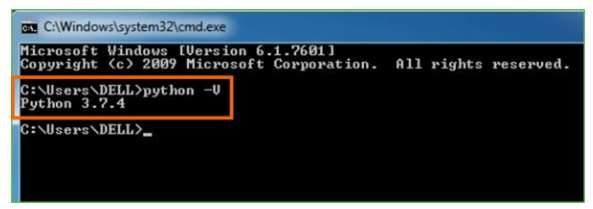 C:\Windows\system32\cmd.exe
Microsoft Windows [Version 6.1.7601]
Copyright (c) 2009 Microsoft Corporation.  All rights reserved.
C:\Users\DELL>python -V
Python 3.7.4
C:\Users\DELL>_